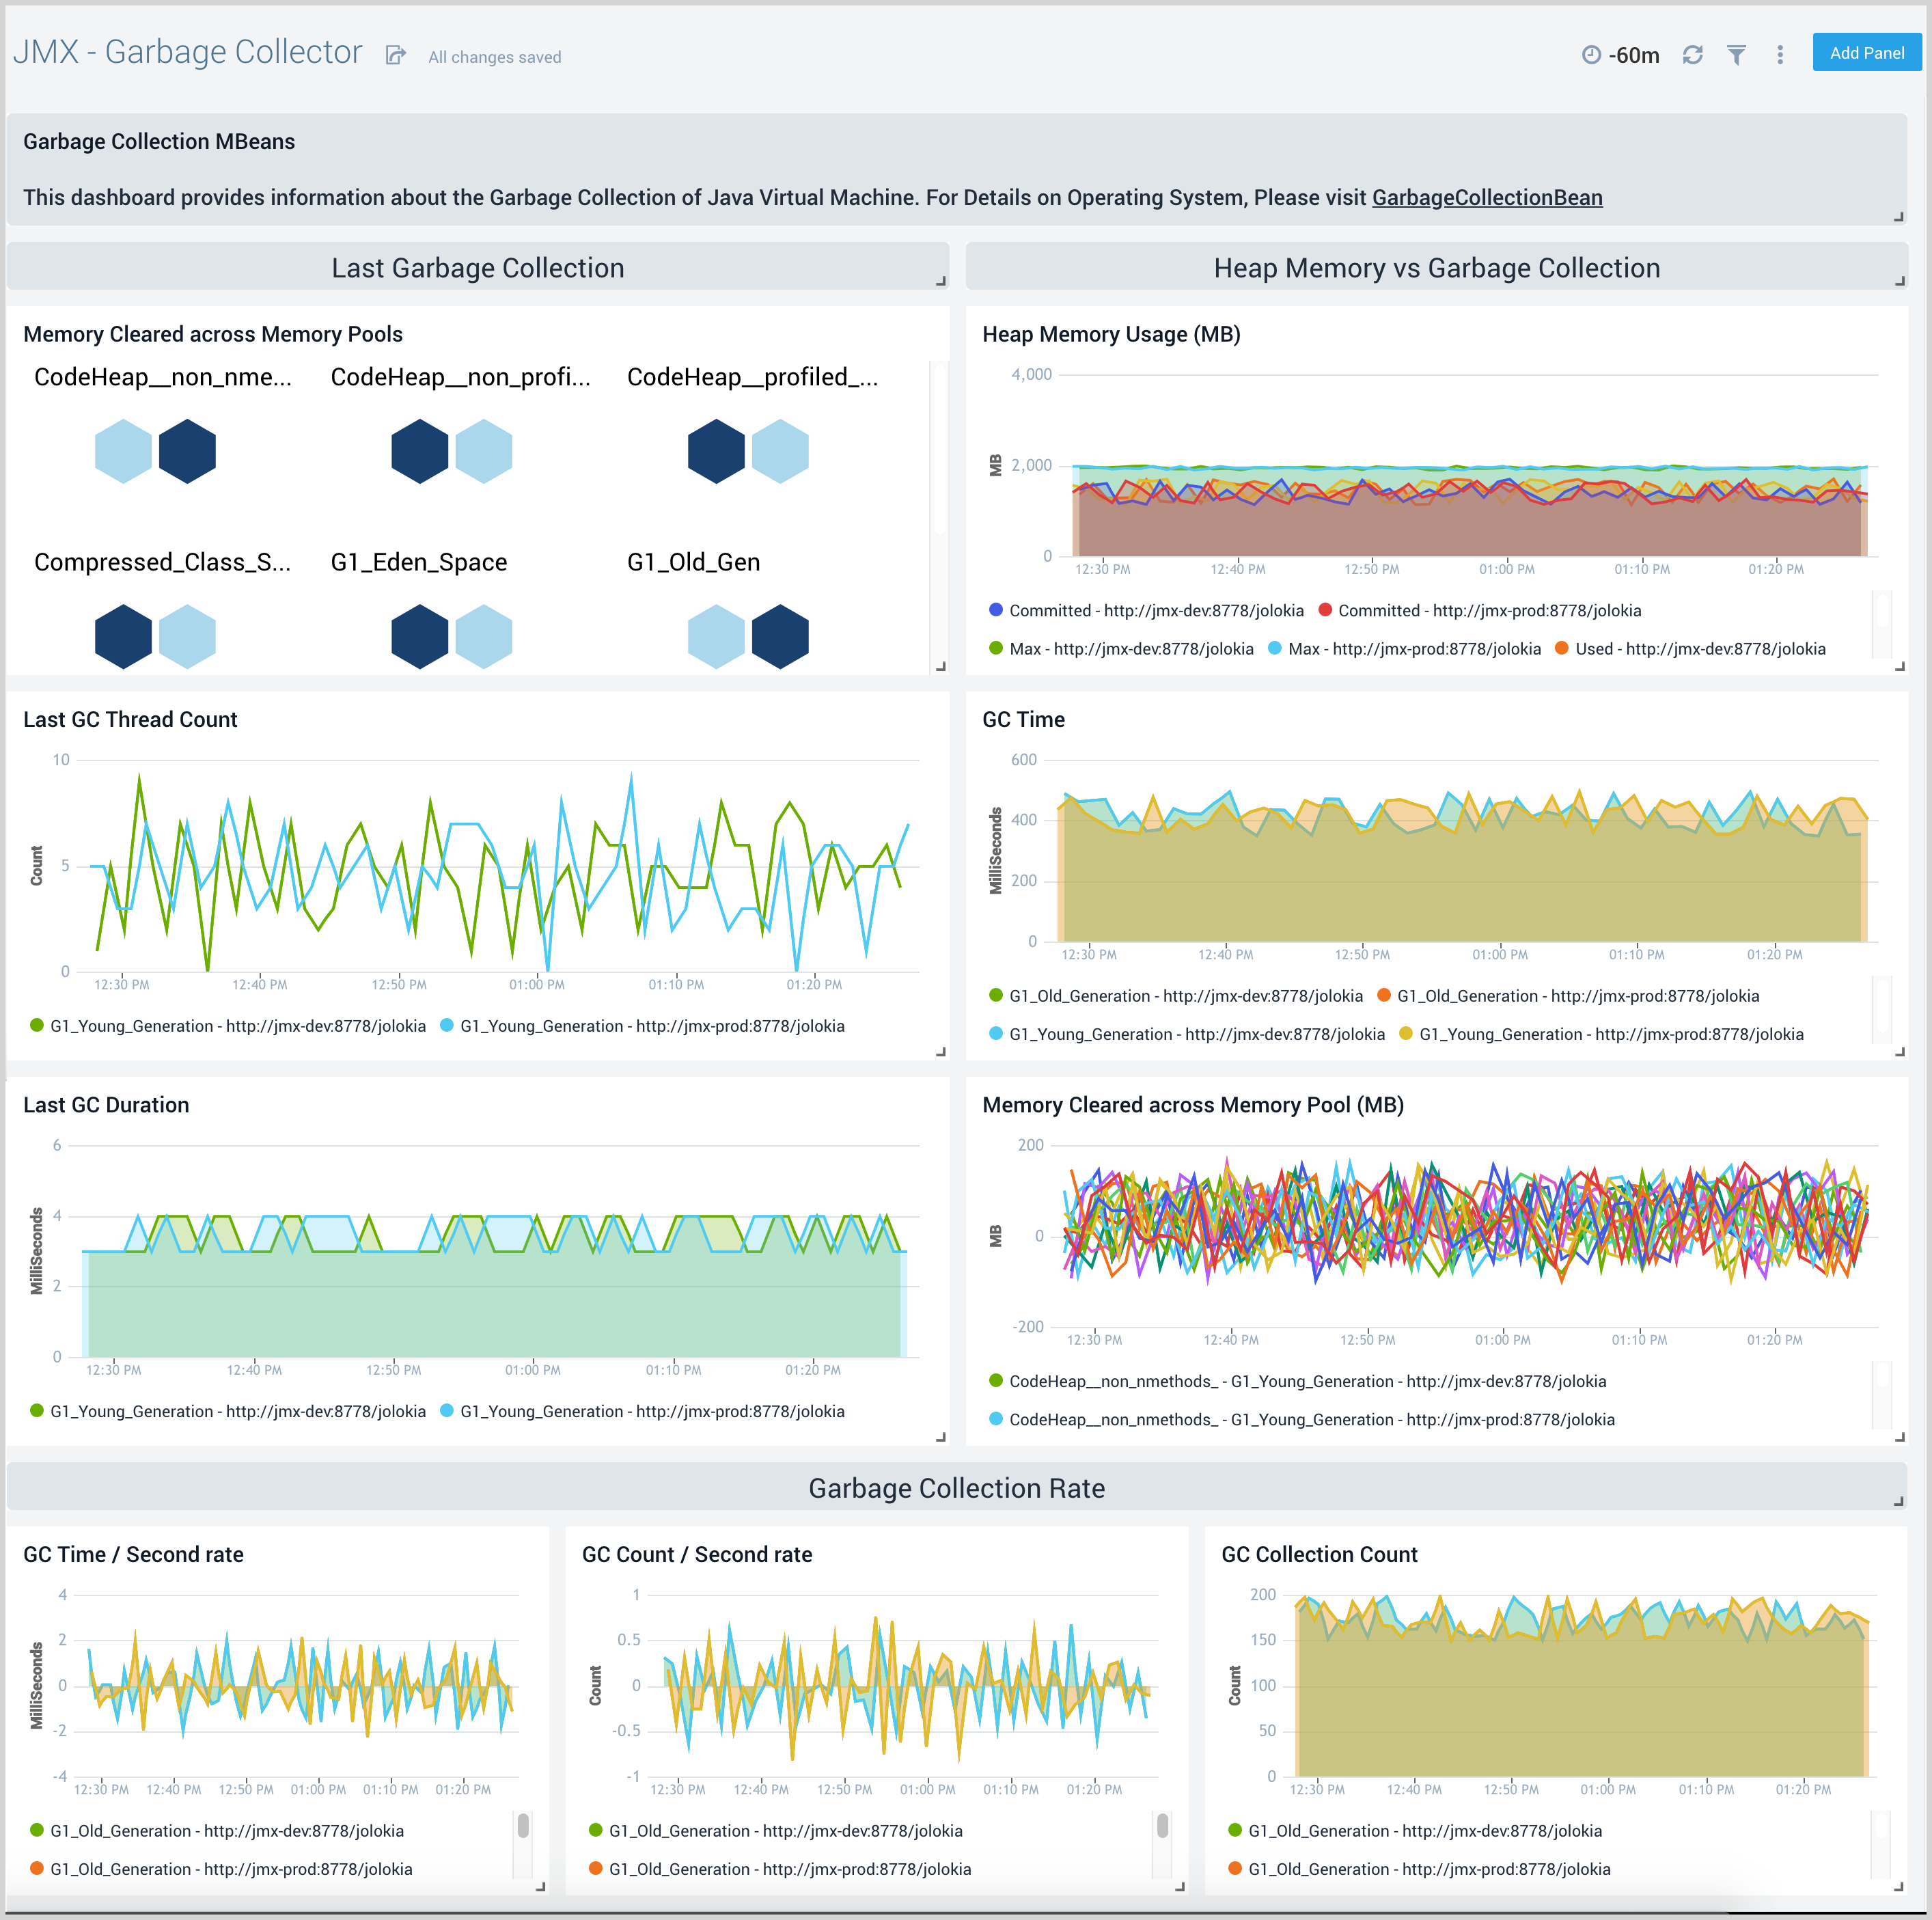 JMX - Garbage Collector
All changes saved
-60m
Add Panel
Garbage Collection MBeans
This dashboard provides information about the Garbage Collection of Java Virtual Machine. For Details on Operating System, Please visit GarbageCollectionBean
Last Garbage Collection
Heap Memory vs Garbage Collection
Memory Cleared across Memory Pools
CodeHeap__non_nme...
CodeHeap__non_profi...
CodeHeap__profiled_...
Compressed_Class_S...
G1_Eden_Space
G1_Old_Gen
Heap Memory Usage (MB)
4,000
2,000
0
MB
12:30 PM 12:40 PM 12:50 PM 01:00 PM 01:10 PM 01:20 PM
Committed - http://jmx-dev:8778/jolokia Committed - http://jmx-prod:8778/jolokia
Max - http://jmx-dev:8778/jolokia Max - http://jmx-prod:8778/jolokia Used - http://jmx-dev:8778/jolokia
Last GC Thread Count
10
5
0
Count
12:30 PM 12:40 PM 12:50 PM 01:00 PM 01:10 PM 01:20 PM
G1_Young_Generation - http://jmx-dev:8778/jolokia G1_Young_Generation - http://jmx-prod:8778/jolokia
GC Time
600
400
200
0
MilliSeconds
12:30 PM 12:40 PM 12:50 PM 01:00 PM 01:10 PM 01:20 PM
G1_Old_Generation - http://jmx-dev:8778/jolokia G1_Old_Generation - http://jmx-prod:8778/jolokia
G1_Young_Generation - http://jmx-dev:8778/jolokia G1_Young_Generation - http://jmx-prod:8778/jolokia
Last GC Duration
6
4
2
0
MilliSeconds
12:30 PM 12:40 PM 12:50 PM 01:00 PM 01:10 PM 01:20 PM
G1_Young_Generation - http://jmx-dev:8778/jolokia G1_Young_Generation - http://jmx-prod:8778/jolokia
Memory Cleared across Memory Pool (MB)
200
0
-200
MB
12:30 PM 12:40 PM 12:50 PM 01:00 PM 01:10 PM 01:20 PM
CodeHeap__non_nmethods_ - G1_Young_Generation - http://jmx-dev:8778/jolokia
CodeHeap__non_nmethods_ - G1_Young_Generation - http://jmx-prod:8778/jolokia
Garbage Collection Rate
GC Time / Second rate
4
2
0
-2
-4
MilliSeconds
12:30 PM 12:40 PM 12:50 PM 01:00 PM 01:10 PM 01:20 PM
G1_Old_Generation - http://jmx-dev:8778/jolokia
G1_Old_Generation - http://jmx-prod:8778/jolokia
GC Count / Second rate
1
0.5
0
-0.5
-1
Count
12:30 PM 12:40 PM 12:50 PM 01:00 PM 01:10 PM 01:20 PM
G1_Old_Generation - http://jmx-dev:8778/jolokia
G1_Old_Generation - http://jmx-prod:8778/jolokia
GC Collection Count
200
150
100
50
0
Count
12:30 PM 12:40 PM 12:50 PM 01:00 PM 01:10 PM 01:20 PM
G1_Old_Generation - http://jmx-dev:8778/jolokia
G1_Old_Generation - http://jmx-prod:8778/jolokia